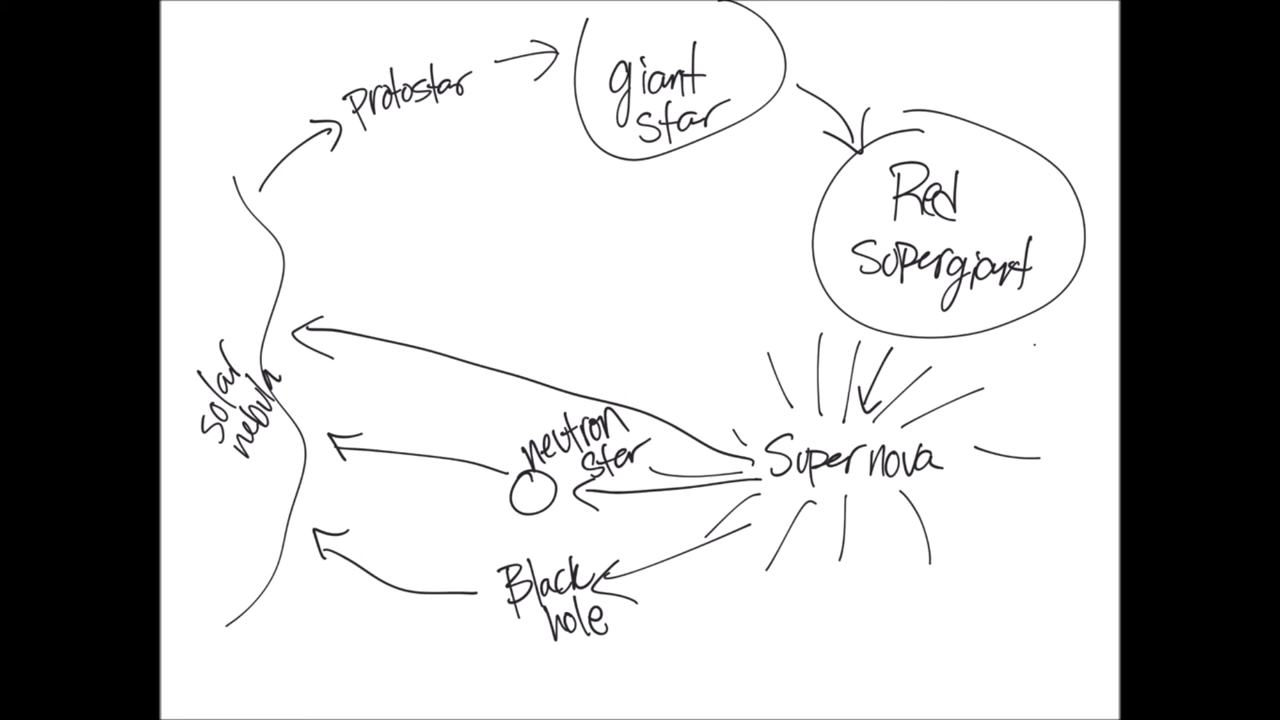 Protostar
giant
star
Red
supergiant
solar
nebula
neutron
star
Supernova
Black
hole